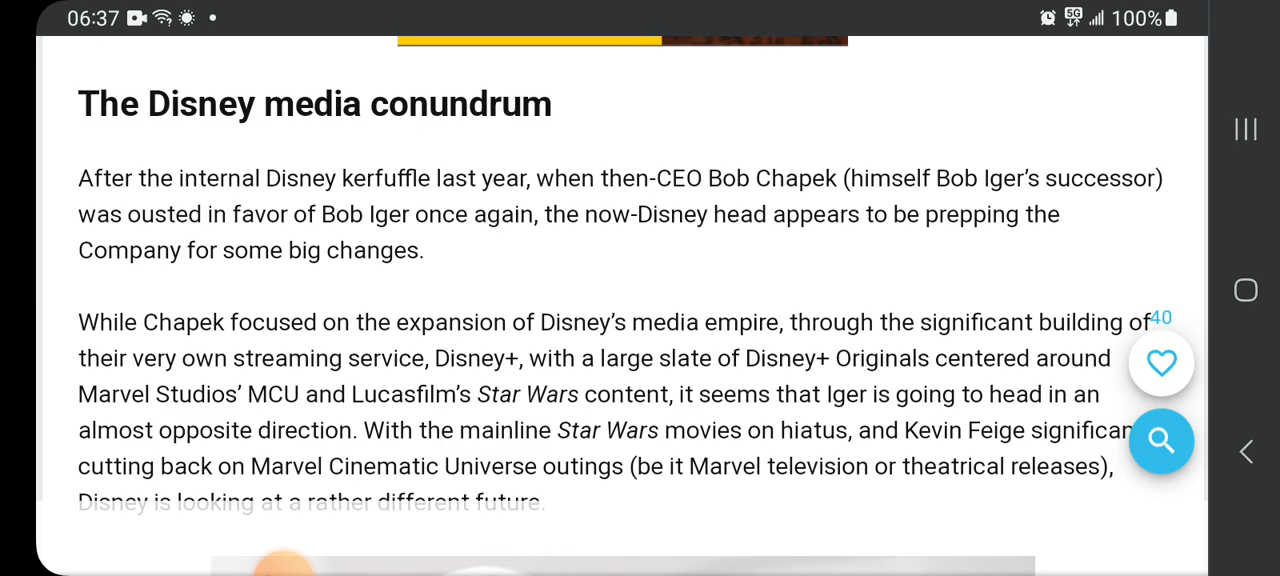 06:37
5G
100%
The Disney media conundrum
After the internal Disney kerfuffle last year, when then-CEO Bob Chapek (himself Bob Iger’s successor)
was ousted in favor of Bob Iger once again, the now-Disney head appears to be prepping the
Company for some big changes.
While Chapek focused on the expansion of Disney’s media empire, through the significant building of
40
their very own streaming service, Disney+, with a large slate of Disney+ Originals centered around
Marvel Studios’ MCU and Lucasfilm’s Star Wars content, it seems that Iger is going to head in an
almost opposite direction. With the mainline Star Wars movies on hiatus, and Kevin Feige significan
cutting back on Marvel Cinematic Universe outings (be it Marvel television or theatrical releases),
Disney is looking at a rather different future.